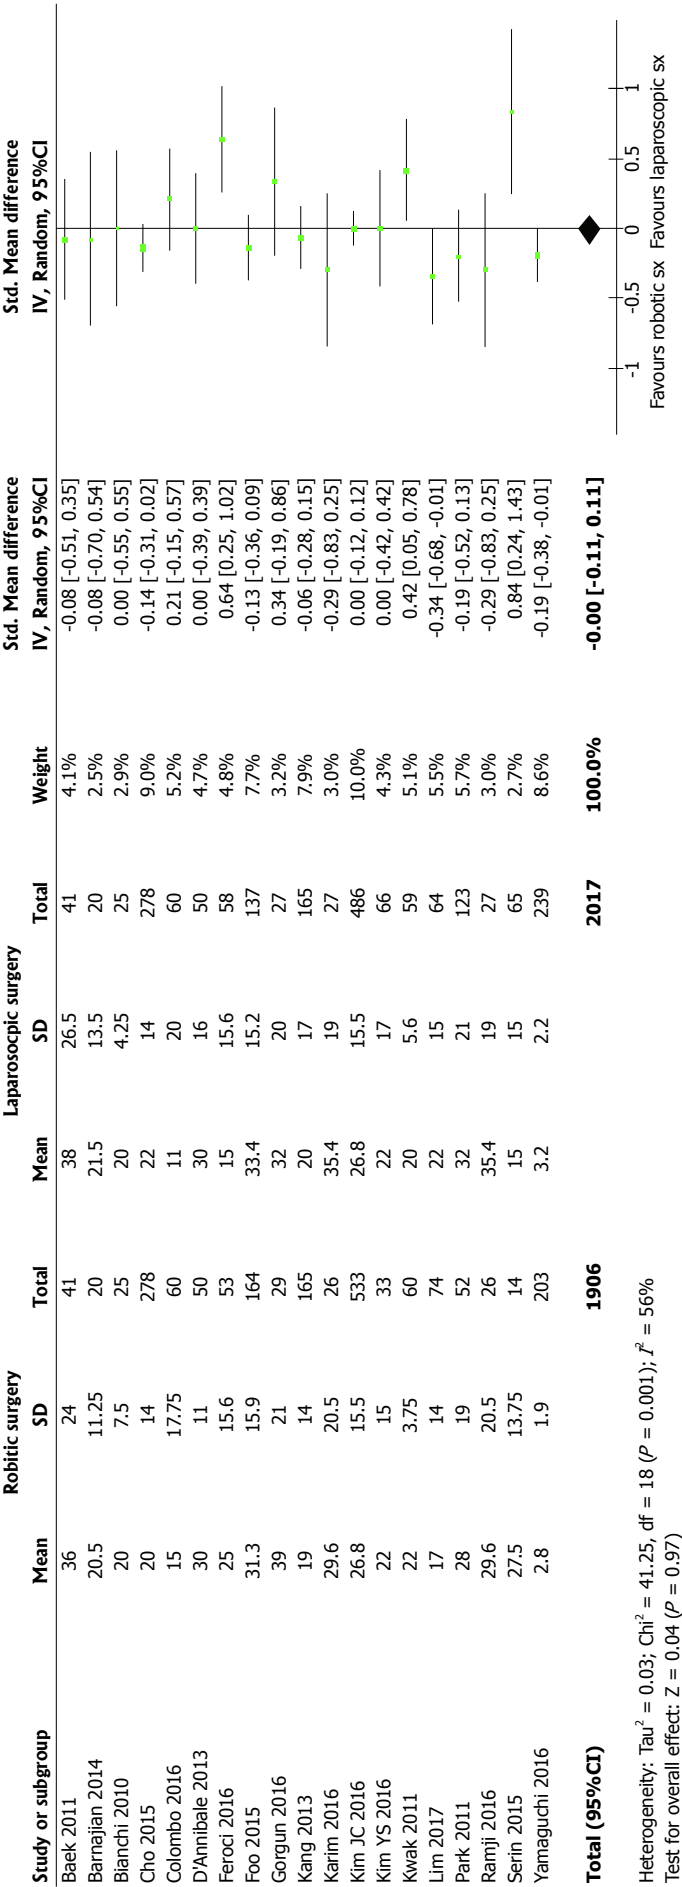 Robitic surgery Laparosocpic surgery Std. Mean difference Std. Mean difference
Study or subgroup Mean SD Total Mean SD Total Weight IV, Random, 95%CI IV, Random, 95%CI
Baek 2011 36 24 41 38 26.5 41 4.1% -0.08 [-0.51, 0.35]
Barnajian 2014 20.5 11.25 20 21.5 13.5 20 2.5% -0.08 [-0.70, 0.54]
Bianchi 2010 20 7.5 25 20 4.25 25 2.9% 0.00 [-0.55, 0.55]
Cho 2015 20 14 278 22 14 278 9.0% -0.14 [-0.31, 0.02]
Colombo 2016 15 17.75 60 11 20 60 5.2% 0.21 [-0.15, 0.57]
D'Annibale 2013 30 11 50 30 16 50 4.7% 0.00 [-0.39, 0.39]
Feroci 2016 25 15.6 53 15 15.6 58 4.8% 0.64 [0.25, 1.02]
Foo 2015 31.3 15.9 164 33.4 15.2 137 7.7% -0.13 [-0.36, 0.09]
Gorgun 2016 39 21 29 32 20 27 3.2% 0.34 [-0.19, 0.86]
Kang 2013 19 14 165 20 17 165 7.9% -0.06 [-0.28, 0.15]
Karim 2016 29.6 20.5 26 35.4 19 27 3.0% -0.29 [-0.83, 0.25]
Kim JC 2016 26.8 15.5 533 26.8 15.5 486 10.0% 0.00 [-0.12, 0.12]
Kim YS 2016 22 15 33 22 17 66 4.3% 0.00 [-0.42, 0.42]
Kwak 2011 22 3.75 60 20 5.6 59 5.1% 0.42 [0.05, 0.78]
Lim 2017 17 14 74 22 15 64 5.5% -0.34 [-0.68, -0.01]
Park 2011 28 19 52 32 21 123 5.7% -0.19 [-0.52, 0.13]
Ramji 2016 29.6 20.5 26 35.4 19 27 3.0% -0.29 [-0.83, 0.25]
Serin 2015 27.5 13.75 14 15 15 65 2.7% 0.84 [0.24, 1.43]
Yamaguchi 2016 2.8 1.9 203 3.2 2.2 239 8.6% -0.19 [-0.38, -0.01]
Total (95%CI) 1906 2017 100.0% -0.00 [-0.11, 0.11]
Heterogeneity: Tau² = 0.03; Chi² = 41.25, df = 18 (P = 0.001); I² = 56%
Test for overall effect: Z = 0.04 (P = 0.97)
-1 -0.5 0 0.5 1
Favours robotic sx Favours laparoscopic sx